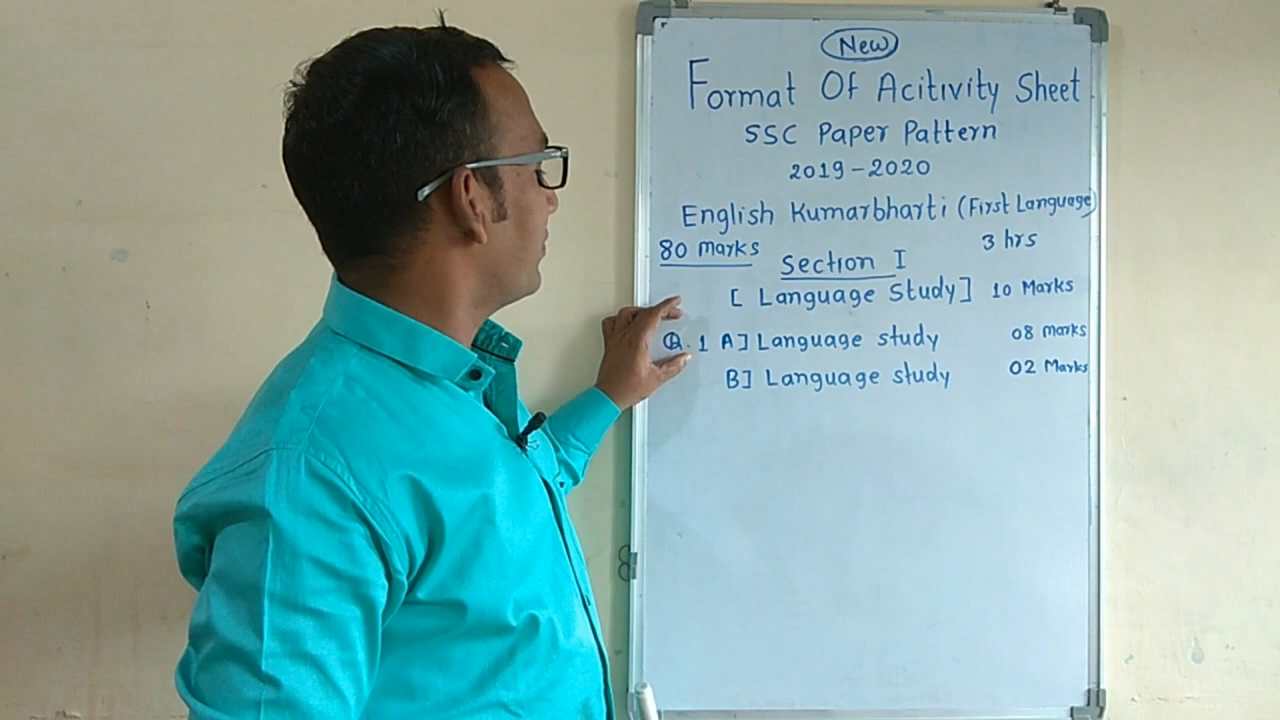 New
Format Of Acitivity Sheet
SSC Paper Pattern
2019-2020
English Kumarbharti (First Language)
80 Marks 3 hrs
Section I
[ Language Study] 10 Marks
Q. 1 A] Language study 08 marks
B] Language study 02 Marks